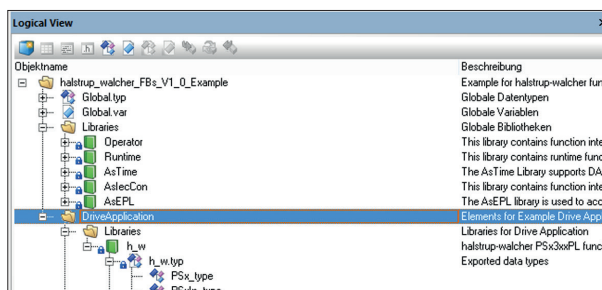 Logical View
Objektname Beschreibung
halstrup_walcher_FBs_V1_0_Example Example for halstrup-walcher fun
Global.typ Globale Datentypen
Global.var Globale Variablen
Libraries Globale Bibliotheken
Operator This library contains function inte
Runtime This library contains runtime func
AsTime The AsTime Library supports DA
AsIecCon This library contains function inte
AsEPL The AsEPL library is used to acc
DriveApplication Elements for Example Drive Appl
Libraries Libraries for Drive Application
h_w halstrup-walcher PSx3xxPL func
h_w.typ Exported data types
PSx_type